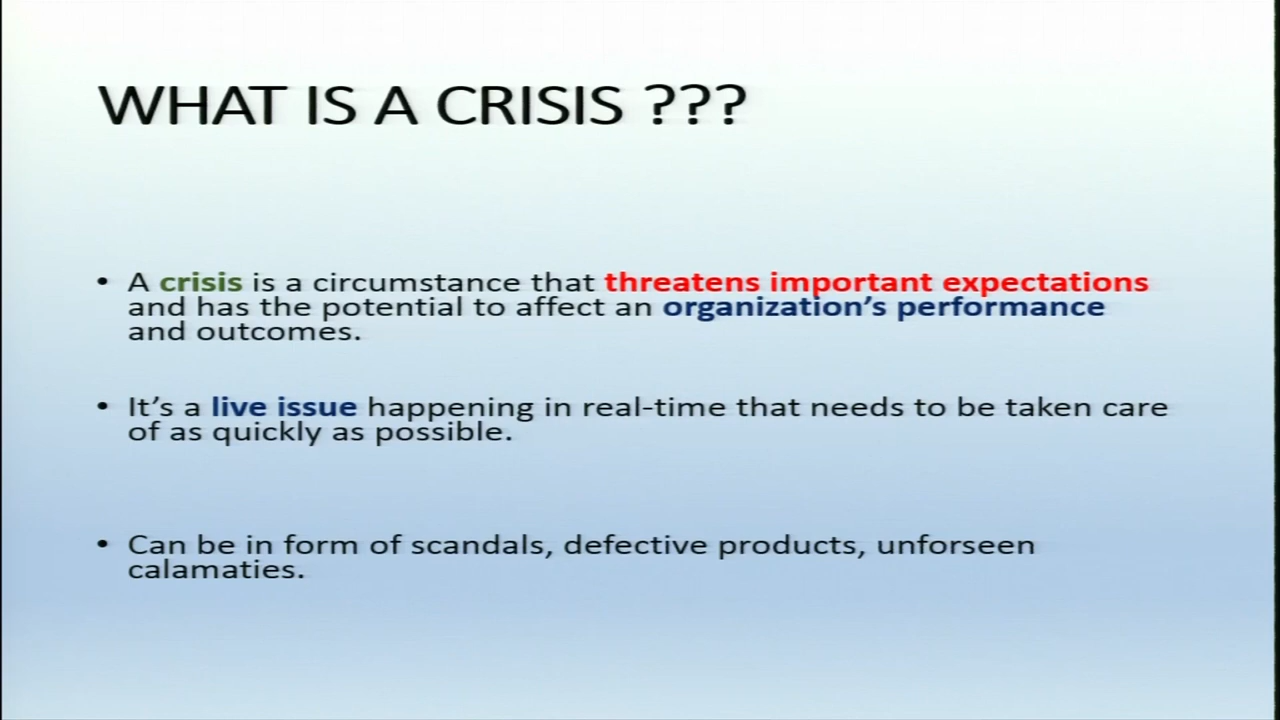 WHAT IS A CRISIS ???
• A crisis is a circumstance that threatens important expectations
and has the potential to affect an organization's performance
and outcomes.
• It's a live issue happening in real-time that needs to be taken care
of as quickly as possible.
• Can be in form of scandals, defective products, unforseen
calamaties.